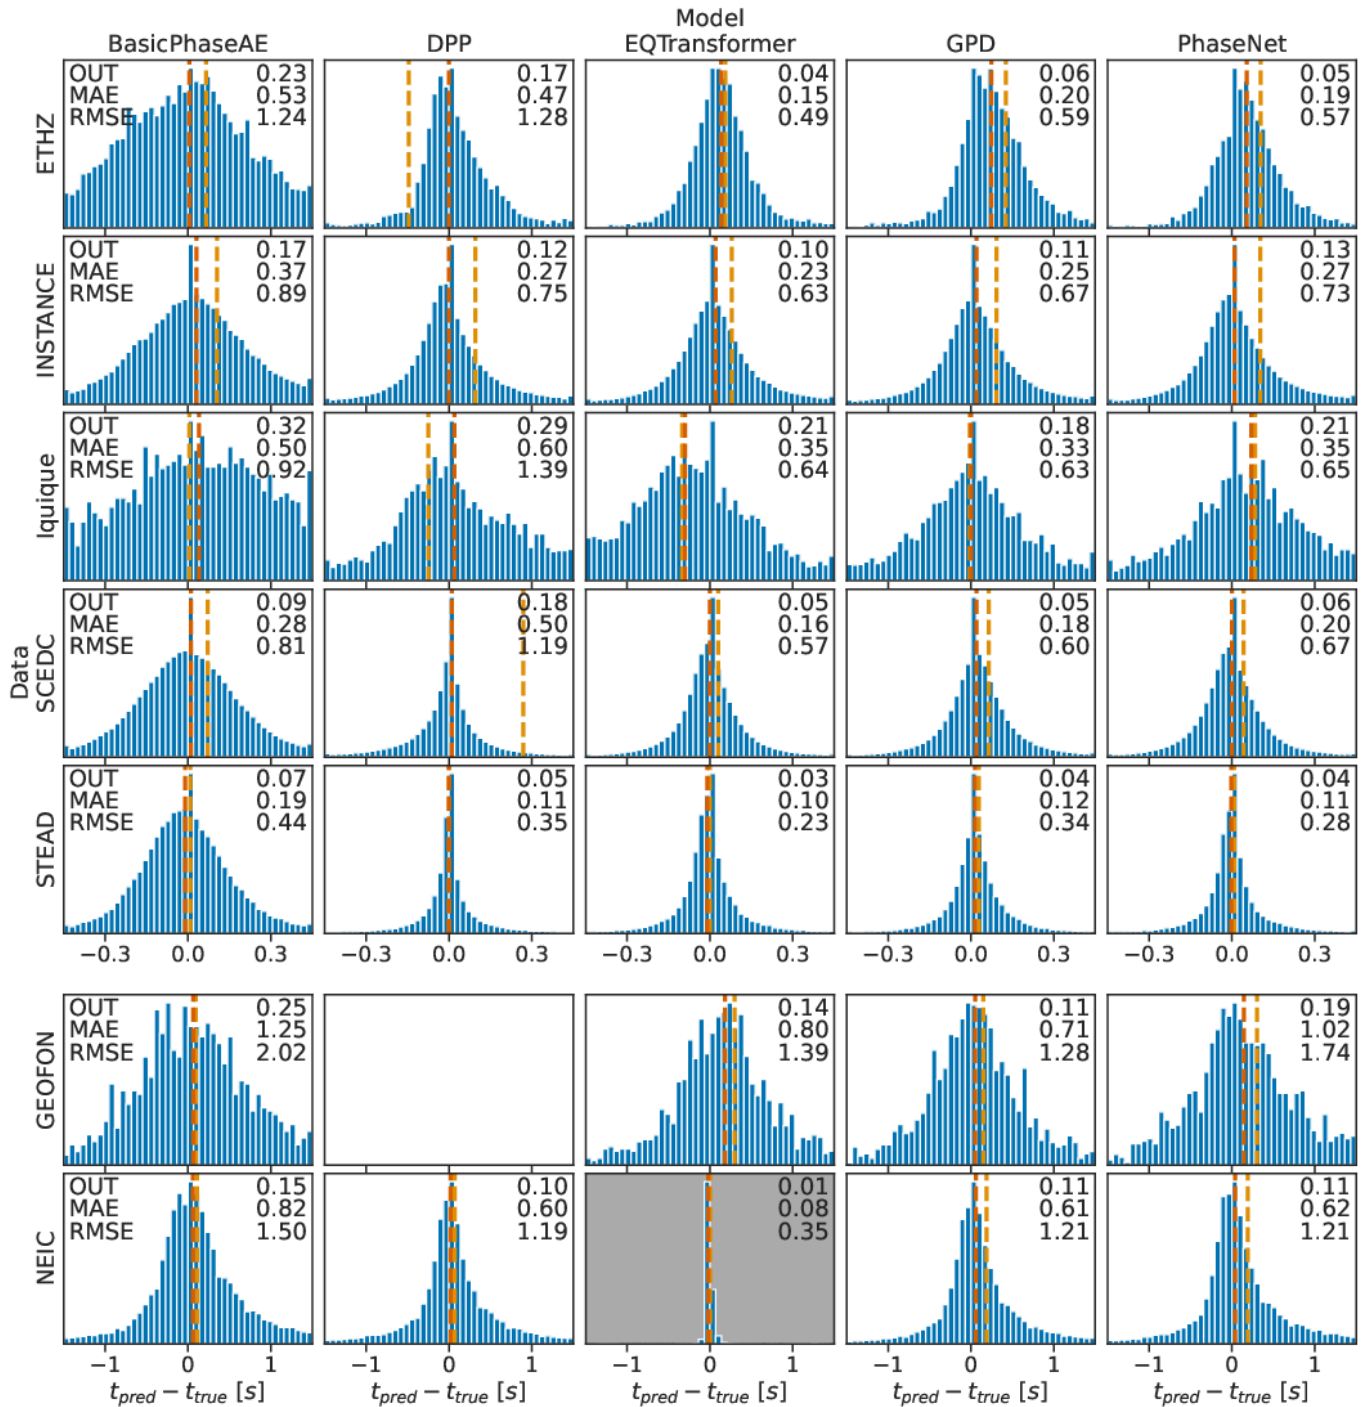 Model
BasicPhaseAE DPP EQTransformer GPD PhaseNet
Data
ETHZ
OUT 0.23 0.17 0.04 0.06 0.05
MAE 0.53 0.47 0.15 0.20 0.19
RMSE 1.24 1.28 0.49 0.59 0.57
INSTANCE
OUT 0.17 0.12 0.10 0.11 0.13
MAE 0.37 0.27 0.23 0.25 0.27
RMSE 0.89 0.75 0.63 0.67 0.73
Iquique
OUT 0.32 0.29 0.21 0.18 0.21
MAE 0.50 0.60 0.35 0.33 0.35
RMSE 0.92 1.39 0.64 0.63 0.65
SCEDC
OUT 0.09 0.18 0.05 0.05 0.06
MAE 0.28 0.50 0.16 0.18 0.20
RMSE 0.81 1.19 0.57 0.60 0.67
STEAD
OUT 0.07 0.05 0.03 0.04 0.04
MAE 0.19 0.11 0.10 0.12 0.11
RMSE 0.44 0.35 0.23 0.34 0.28
−0.3 0.0 0.3 −0.3 0.0 0.3 −0.3 0.0 0.3 −0.3 0.0 0.3 −0.3 0.0 0.3
GEOFON
OUT 0.25 0.14 0.11 0.19
MAE 1.25 0.80 0.71 1.02
RMSE 2.02 1.39 1.28 1.74
NEIC
OUT 0.15 0.10 0.01 0.11 0.11
MAE 0.82 0.60 0.08 0.61 0.62
RMSE 1.50 1.19 0.35 1.21 1.21
−1 0 1 −1 0 1 −1 0 1 −1 0 1 −1 0 1
t_pred − t_true [s] t_pred − t_true [s] t_pred − t_true [s] t_pred − t_true [s] t_pred − t_true [s]